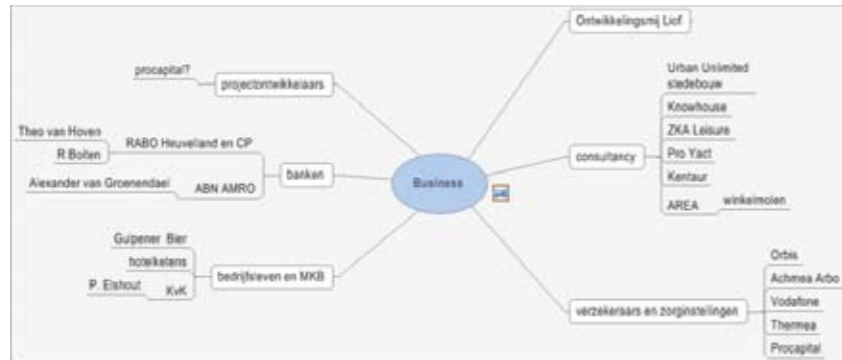 Ontwikkelingsmij Liof
procapital?
projectontwikkelaars
Urban Unlimited
stedebouw
Knowhouse
ZKA Leisure
Pro Yact
Kentaur
AREA
winkelmolen
consultancy
Theo van Hoven
R Bolten
RABO Heuvelland en CP
Alexander van Groenendael
ABN AMRO
banken
Business
Gulpener Bier
hotelketens
P. Elshout
KvK
bedrijfsleven en MKB
verzekeraars en zorginstellingen
Orbis
Achmea Arbo
Vodafone
Thermea
Procapital